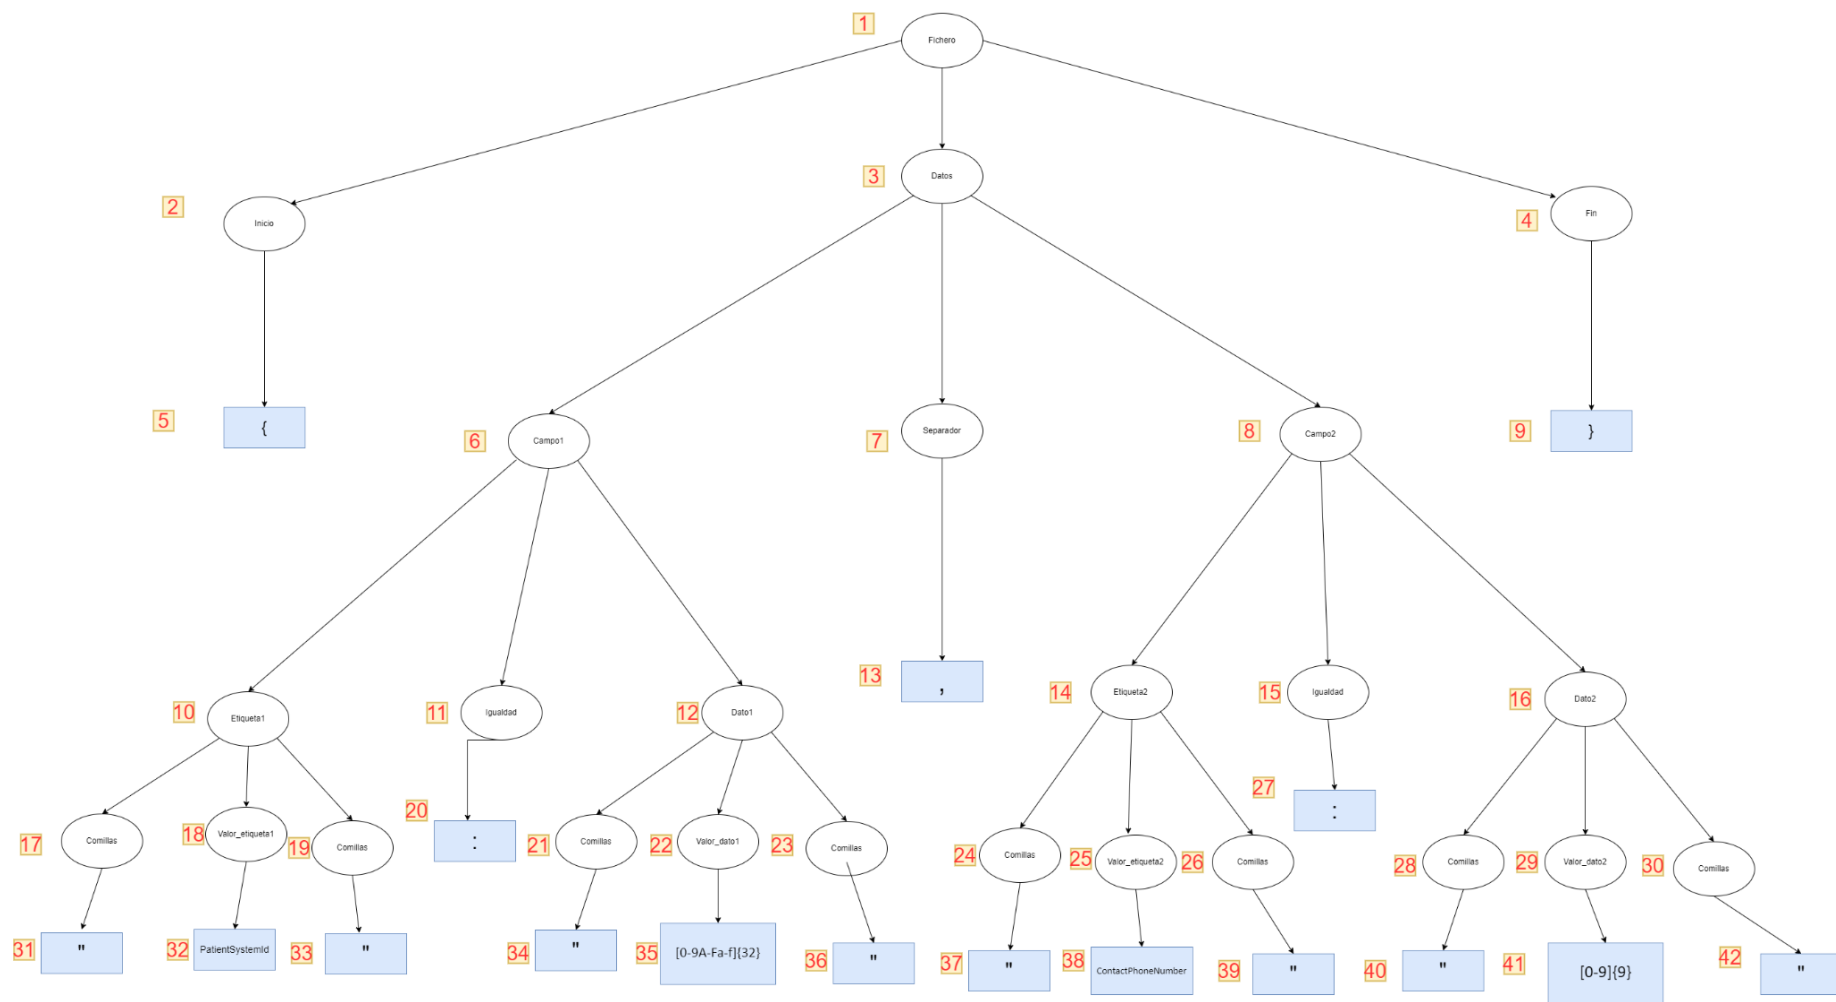 1
Fichero
2
Inicio
3
Datos
4
Fin
5
{
6
Campo1
7
Separador
8
Campo2
9
}
10
Etiqueta1
11
Igualdad
12
Dato1
13
,
14
Etiqueta2
15
Igualdad
16
Dato2
17
Comillas
18
Valor_etiqueta1
19
Comillas
20
:
21
Comillas
22
Valor_dato1
23
Comillas
24
Comillas
25
Valor_etiqueta2
26
Comillas
27
:
28
Comillas
29
Valor_dato2
30
Comillas
31
"
32
PatientSystemId
33
"
34
"
35
[0-9A-Fa-f]{32}
36
"
37
"
38
ContactPhoneNumber
39
"
40
"
41
[0-9]{9}
42
"